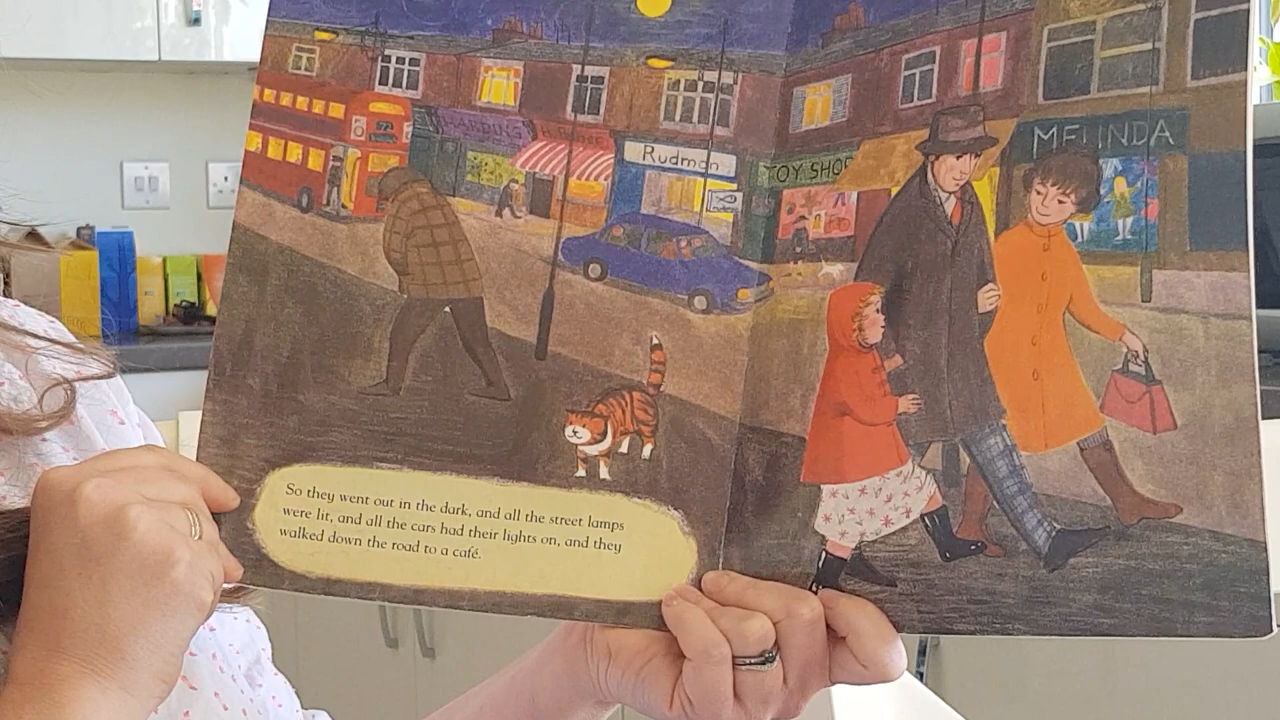 HARDING
Rudman
TOY SHOP
MELINDA
So they went out in the dark, and all the street lamps
were lit, and all the cars had their lights on, and they
walked down the road to a café.